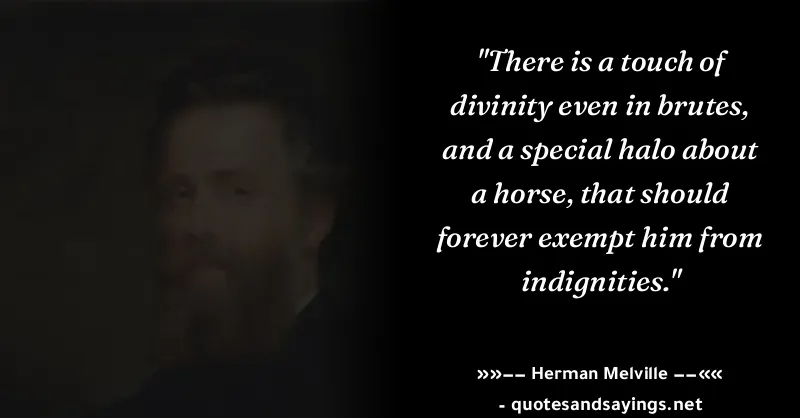 "There is a touch of
divinity even in brutes,
and a special halo about
a horse, that should
forever exempt him from
indignities."
»»−− Herman Melville −−««
- quotesandsayings.net